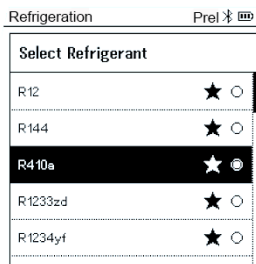 Refrigeration Prel
Select Refrigerant
R12
R144
R410a
R1233zd
R1234yf